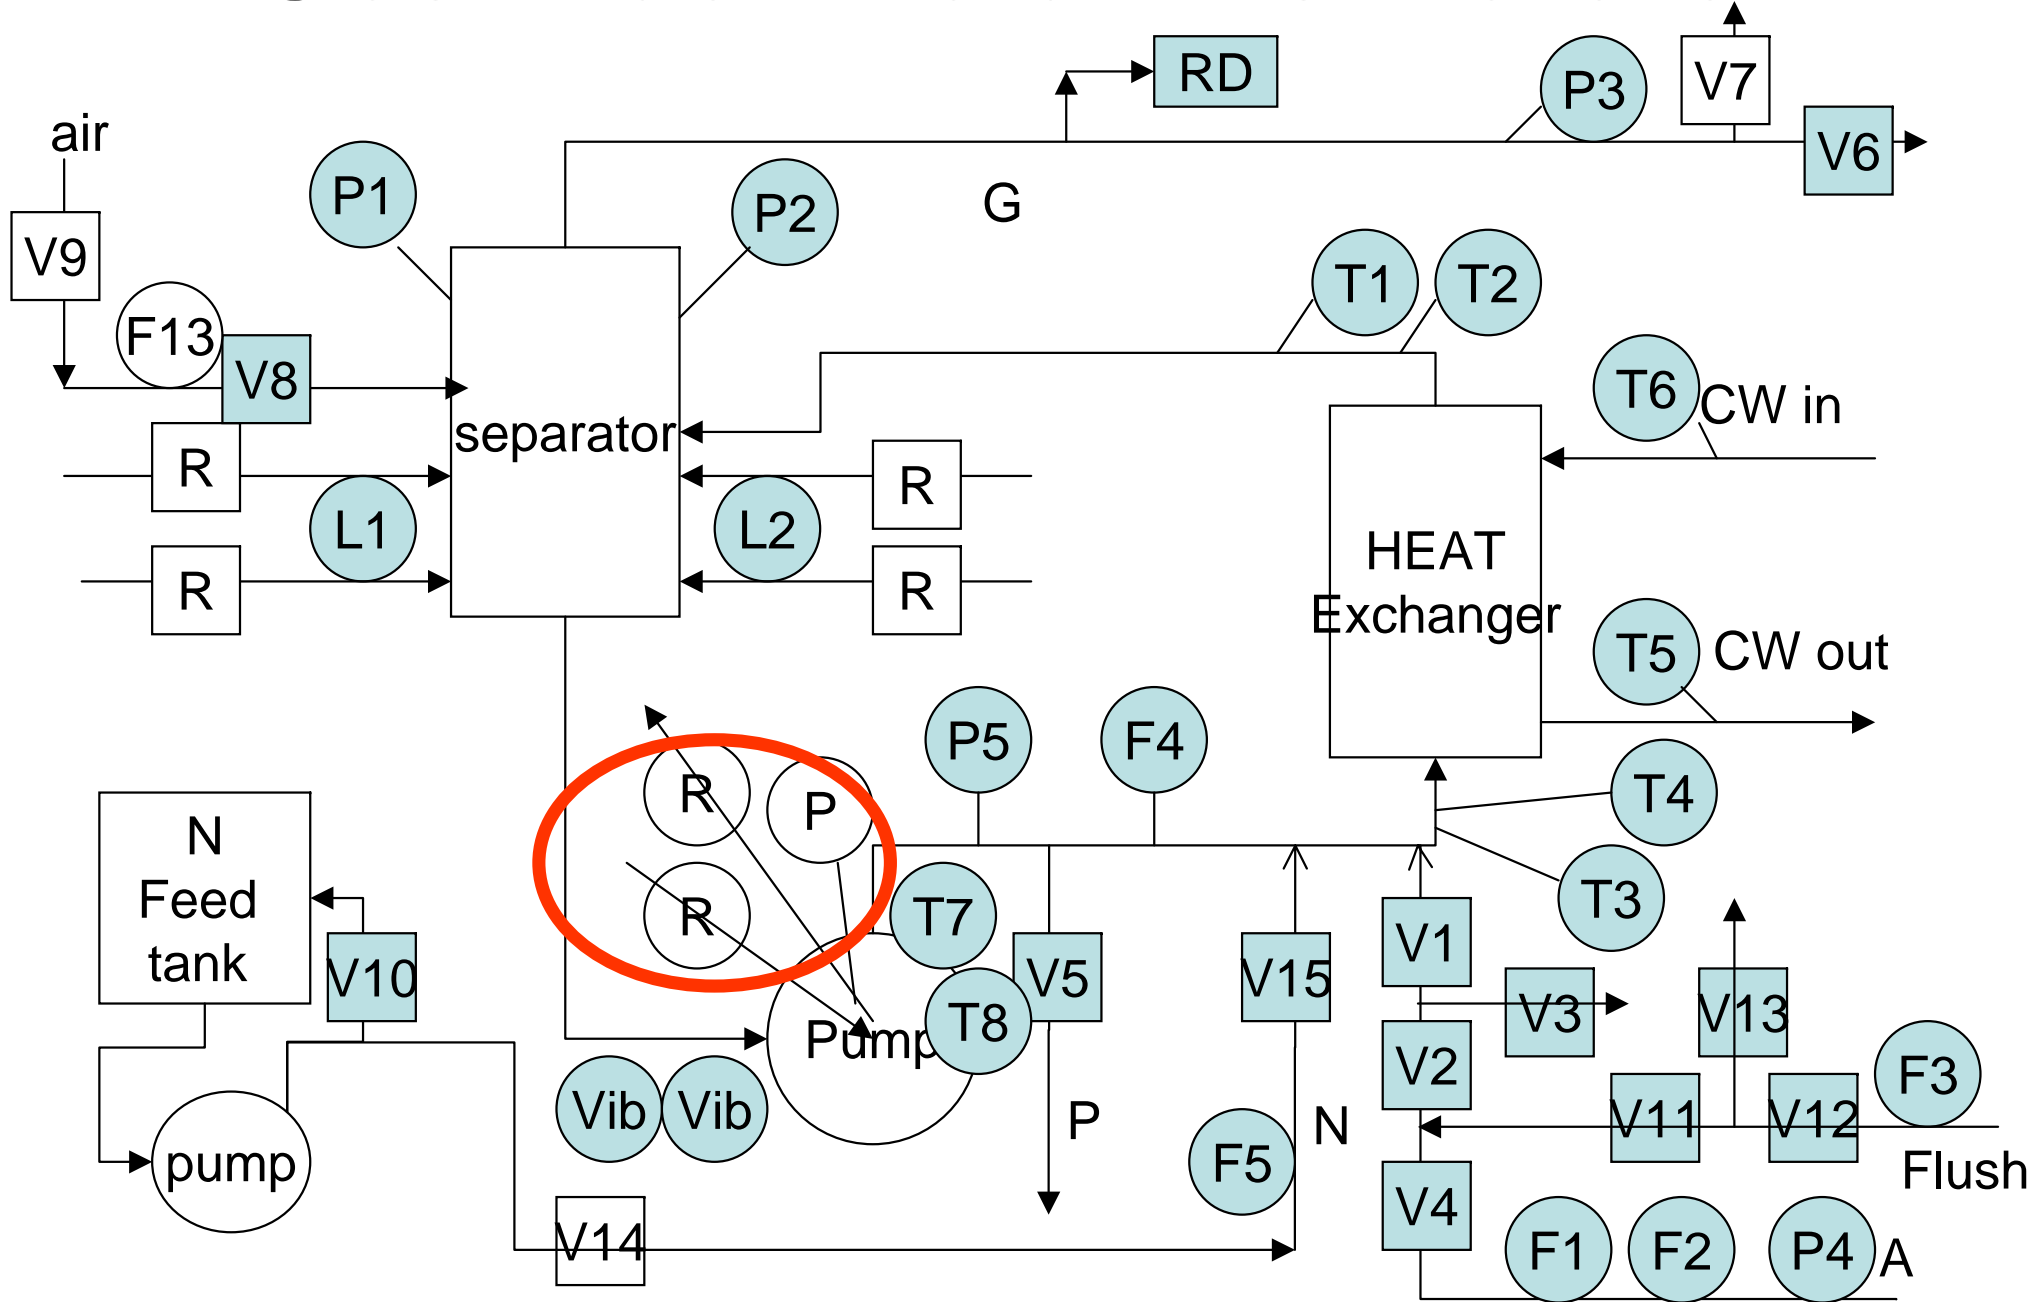 RD
P3
V7
V6
air
P1
P2
G
V9
T1
T2
F13
V8
T6
CW in
separator
R
R
L1
L2
HEAT
Exchanger
R
R
T5
CW out
P5
F4
R
P
T4
N
Feed
tank
R
T7
T3
V10
V5
V15
V1
T8
V3
V13
Pump
V2
F3
Vib
Vib
P
N
V11
V12
pump
F5
Flush
V14
V4
F1
F2
P4
A